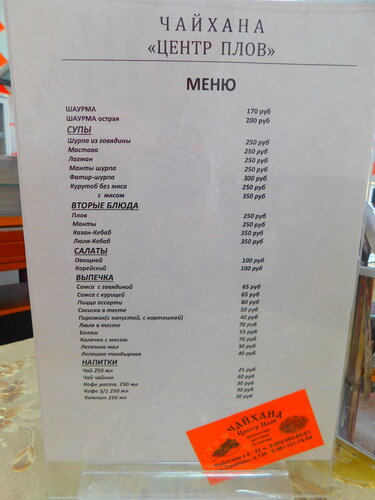 ЧАЙХАНА
«ЦЕНТР ПЛОВ»
МЕНЮ
ШАУРМА 170 руб
ШАУРМА острая 200 руб
СУПЫ
Шурпа из говядины 250 руб
Мастава 250 руб
Лагман 250 руб
Манты шурпа 250 руб
Фатир-шурпа 300 руб
Курутоб без мяса 250 руб
с мясом 350 руб
ВТОРЫЕ БЛЮДА
Плов 250 руб
Манты 250 руб
Казан-Кебаб 350 руб
Люля-Кебаб 350 руб
САЛАТЫ
Овощной 100 руб
Корейский 100 руб
ВЫПЕЧКА
Самса с говядиной 65 руб
Самса с курицей 65 руб
Пицца ассорти 80 руб
Сосиска в тесте 50 руб
Пирожок(с капустой, с картошкой) 40 руб
Люля в тесте 70 руб
Беляш 55 руб
Колечко с мясом 70 руб
Лепешка мал 30 руб
Лепешка тандырная 40 руб
НАПИТКИ
Чай 250 мл 25 руб
Чай чайник 60 руб
Кофе раств. 250 мл 30 руб
Кофе 3/1 250 мл 30 руб
Компот 250 мл 30 руб
ЧАЙХАНА
Центр Плов
Работаем с 8 - 22 ч.